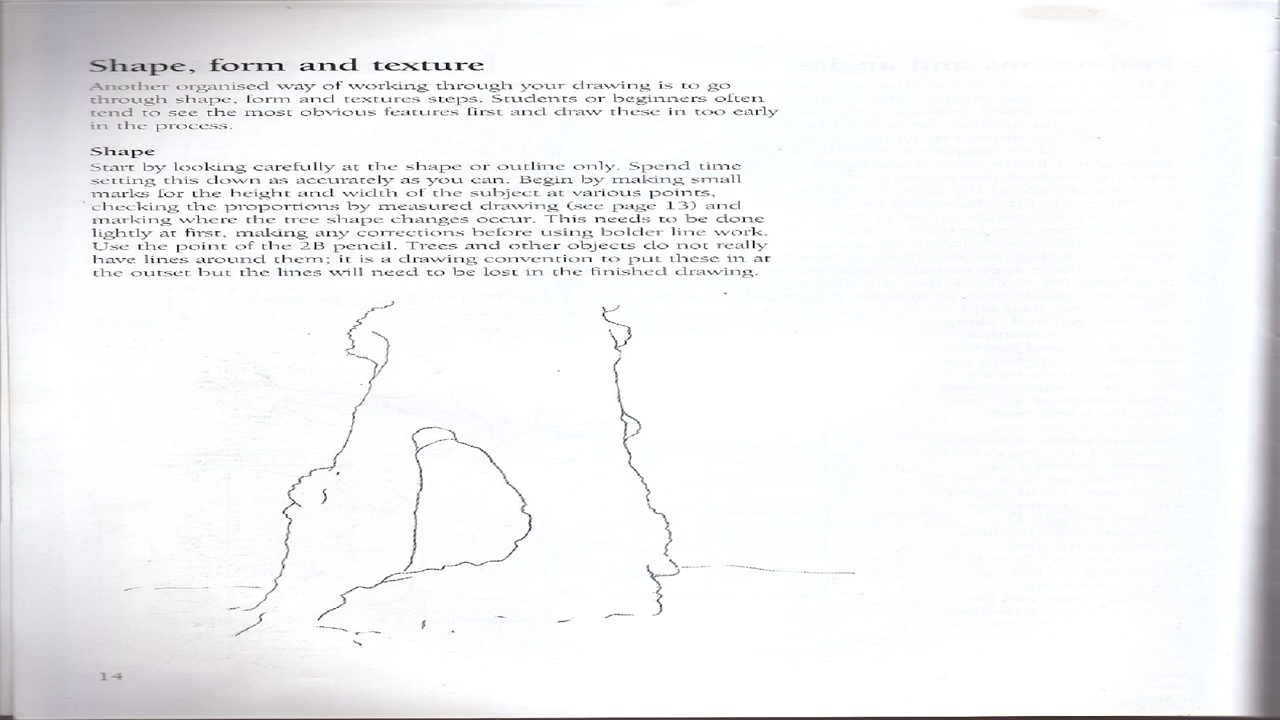 Shape, form and texture
Another organised way of working through your drawing is to go
through shape, form and textures steps. Students or beginners often
tend to see the most obvious features first and draw these in too early
in the process.
Shape
Start by looking carefully at the shape or outline only. Spend time
setting this down as accurately as you can. Begin by making small
marks for the height and width of the subject at various points,
checking the proportions by measured drawing (see page 13) and
marking where the tree shape changes occur. This needs to be done
lightly at first, making any corrections before using bolder line work.
Use the point of the 2B pencil. Trees and other objects do not really
have lines around them; it is a drawing convention to put these in at
the outset but the lines will need to be lost in the finished drawing.
14